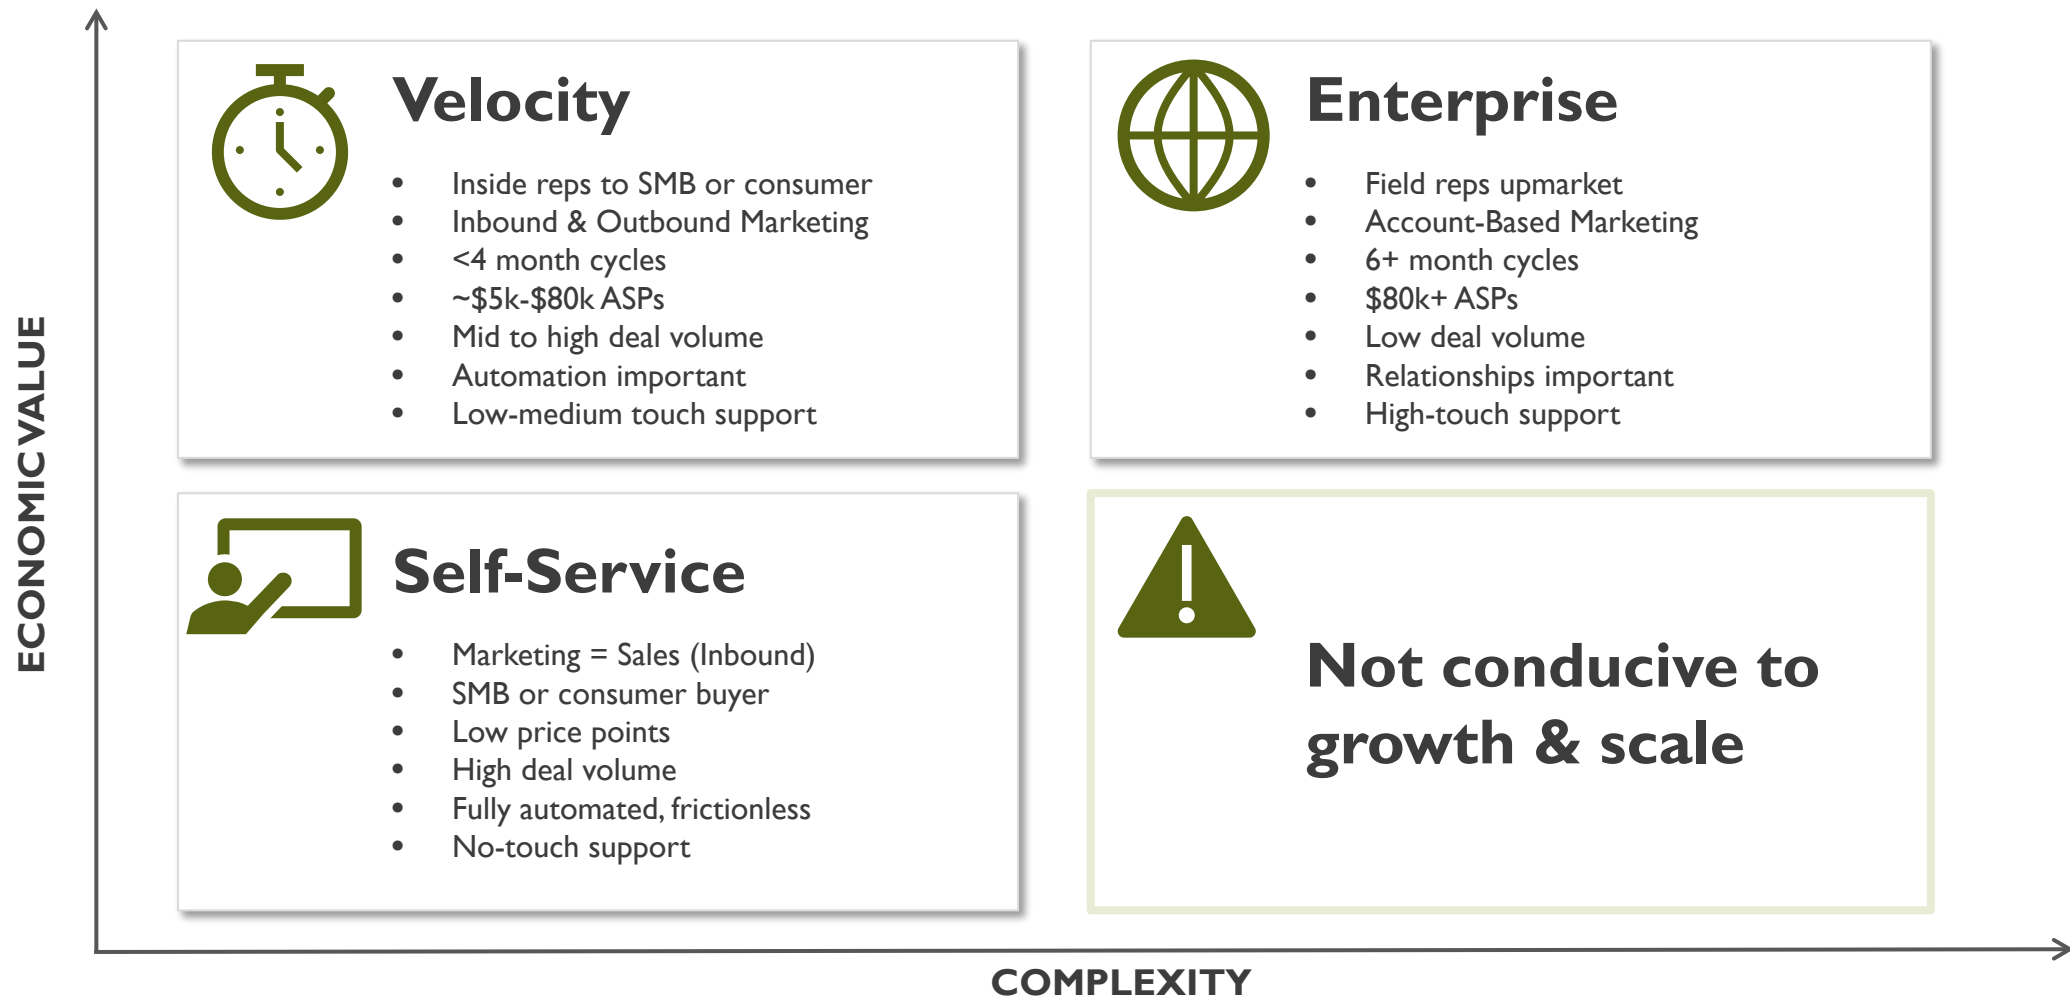 ECONOMIC VALUE
Velocity
• Inside reps to SMB or consumer
• Inbound & Outbound Marketing
• <4 month cycles
• ~$5k-$80k ASPs
• Mid to high deal volume
• Automation important
• Low-medium touch support
Enterprise
• Field reps upmarket
• Account-Based Marketing
• 6+ month cycles
• $80k+ ASPs
• Low deal volume
• Relationships important
• High-touch support
Self-Service
• Marketing = Sales (Inbound)
• SMB or consumer buyer
• Low price points
• High deal volume
• Fully automated, frictionless
• No-touch support
Not conducive to
growth & scale
COMPLEXITY